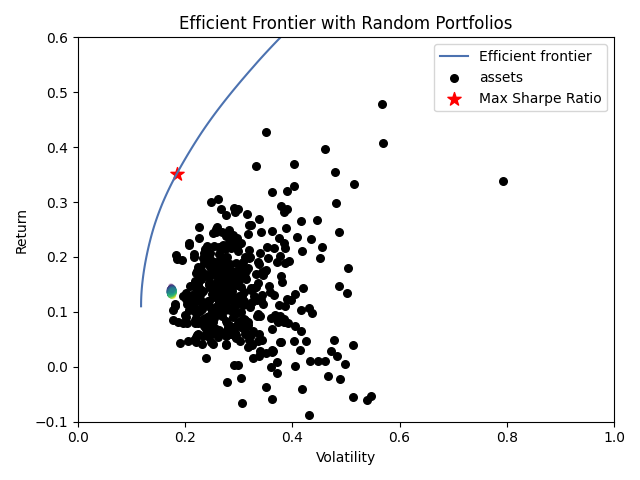 Efficient Frontier with Random Portfolios
Efficient frontier
assets
Max Sharpe Ratio
Return
0.6
0.5
0.4
0.3
0.2
0.1
0.0
−0.1
0.0 0.2 0.4 0.6 0.8 1.0
Volatility